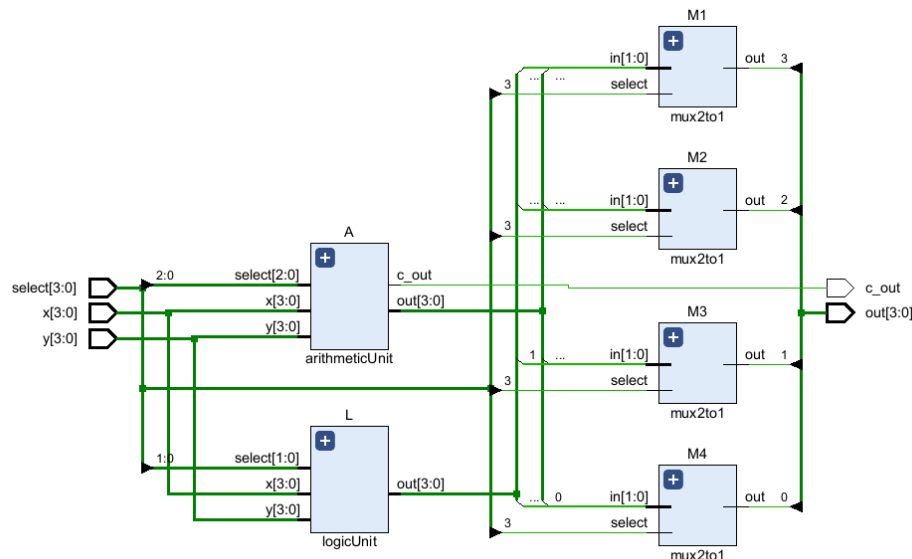 M1
in[1:0]
out
3
... ...
3
select
mux2to1
M2
in[1:0]
out
2
... ...
3
select
mux2to1
A
2:0
select[2:0]
c_out
select[3:0]
c_out
x[3:0]
x[3:0]
out[3:0]
out[3:0]
y[3:0]
y[3:0]
arithmeticUnit
M3
1 ...
in[1:0]
out
1
3
select
mux2to1
L
1:0
select[1:0]
x[3:0]
out[3:0]
y[3:0]
logicUnit
M4
... 0
in[1:0]
out
0
3
select
mux2to1